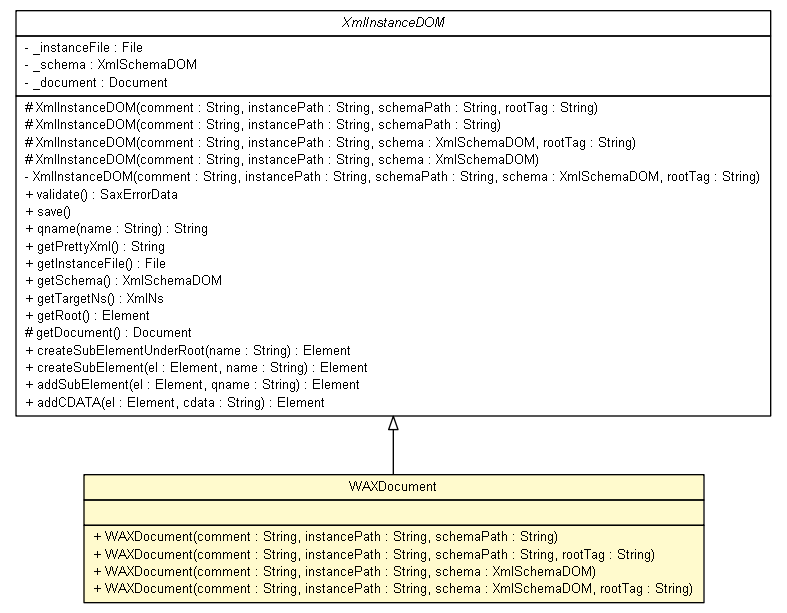 XmlInstanceDOM
- _instanceFile : File
- _schema : XmlSchemaDOM
- _document : Document
# XmlInstanceDOM(comment : String, instancePath : String, schemaPath : String, rootTag : String)
# XmlInstanceDOM(comment : String, instancePath : String, schemaPath : String)
# XmlInstanceDOM(comment : String, instancePath : String, schema : XmlSchemaDOM, rootTag : String)
# XmlInstanceDOM(comment : String, instancePath : String, schema : XmlSchemaDOM)
- XmlInstanceDOM(comment : String, instancePath : String, schemaPath : String, schema : XmlSchemaDOM, rootTag : String)
+ validate() : SaxErrorData
+ save()
+ qname(name : String) : String
+ getPrettyXml() : String
+ getInstanceFile() : File
+ getSchema() : XmlSchemaDOM
+ getTargetNs() : XmlNs
+ getRoot() : Element
# getDocument() : Document
+ createSubElementUnderRoot(name : String) : Element
+ createSubElement(el : Element, name : String) : Element
+ addSubElement(el : Element, qname : String) : Element
+ addCDATA(el : Element, cdata : String) : Element
WAXDocument
+ WAXDocument(comment : String, instancePath : String, schemaPath : String)
+ WAXDocument(comment : String, instancePath : String, schemaPath : String, rootTag : String)
+ WAXDocument(comment : String, instancePath : String, schema : XmlSchemaDOM)
+ WAXDocument(comment : String, instancePath : String, schema : XmlSchemaDOM, rootTag : String)